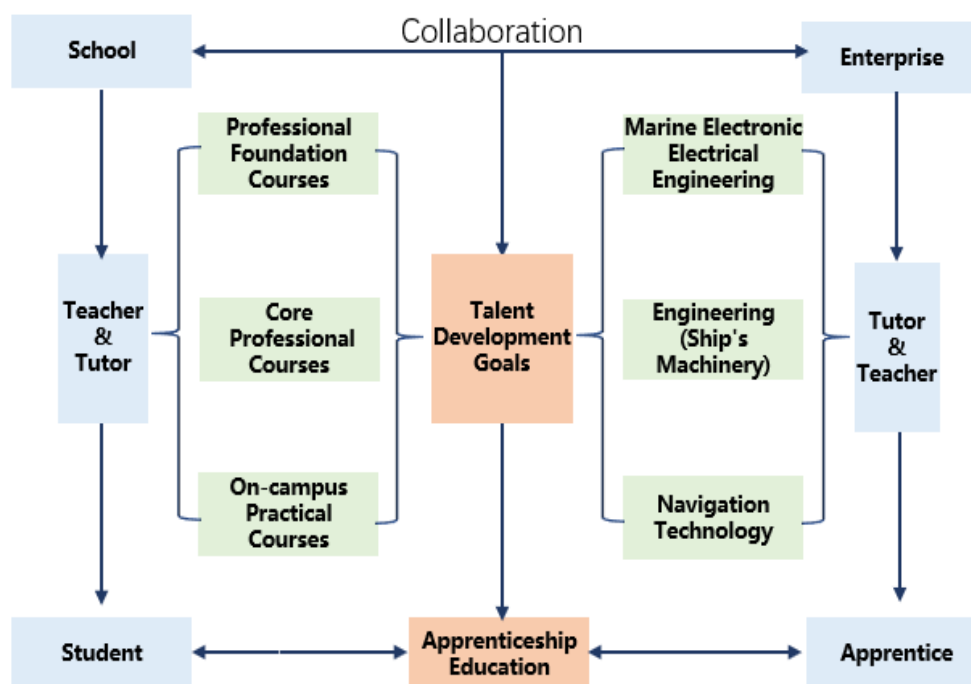 Collaboration
School
Enterprise
Professional
Foundation
Courses
Marine Electronic
Electrical
Engineering
Teacher
&
Tutor
Core
Professional
Courses
Talent
Development
Goals
Engineering
(Ship's
Machinery)
Tutor
&
Teacher
On-campus
Practical
Courses
Navigation
Technology
Student
Apprenticeship
Education
Apprentice